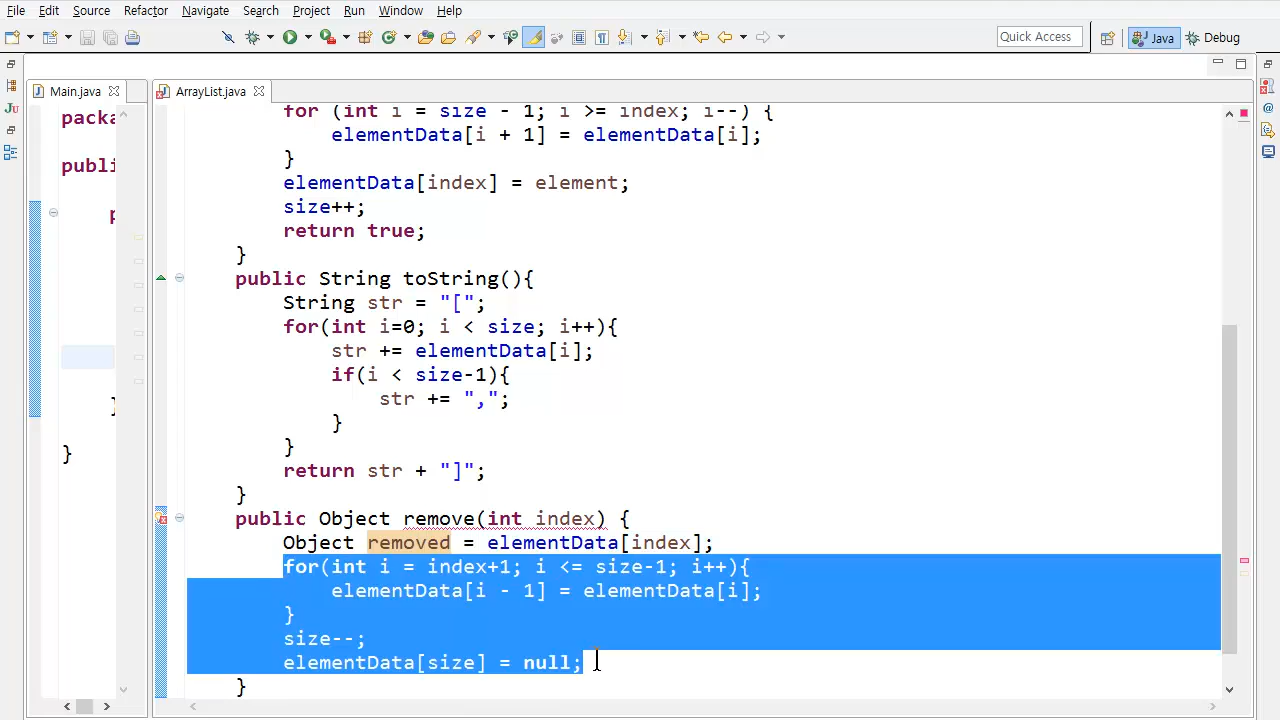 File Edit Source Refactor Navigate Search Project Run Window Help
Quick Access
Java
Debug
Main.java
ArrayList.java
packa
publi
p
}
}
for (int i = size - 1; i >= index; i--) {
elementData[i + 1] = elementData[i];
}
elementData[index] = element;
size++;
return true;
}
public String toString(){
String str = "[";
for(int i=0; i < size; i++){
str += elementData[i];
if(i < size-1){
str += ",";
}
}
return str + "]";
}
public Object remove(int index) {
Object removed = elementData[index];
for(int i = index+1; i <= size-1; i++){
elementData[i - 1] = elementData[i];
}
size--;
elementData[size] = null;
}